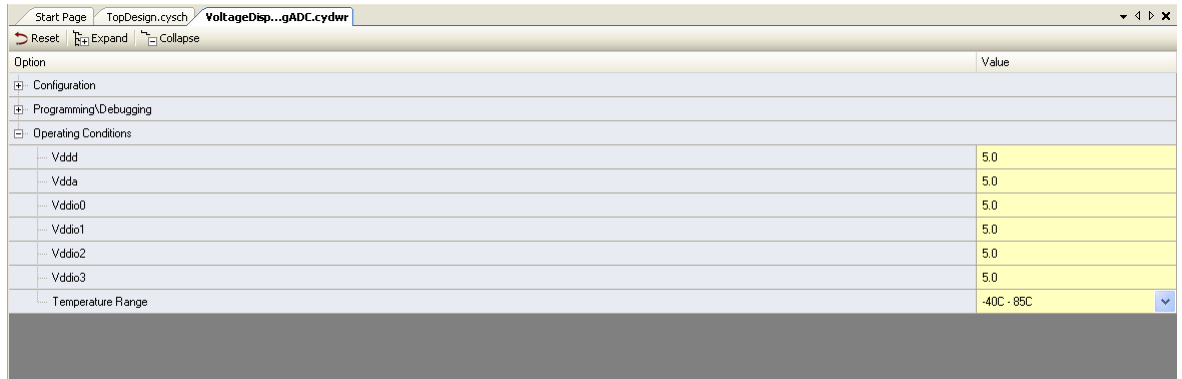 Start Page TopDesign.cysch VoltageDisp...gADC.cydwr
Reset Expand Collapse
Option Value
Configuration
Programming\Debugging
Operating Conditions
Vddd 5.0
Vdda 5.0
Vddio0 5.0
Vddio1 5.0
Vddio2 5.0
Vddio3 5.0
Temperature Range -40C - 85C